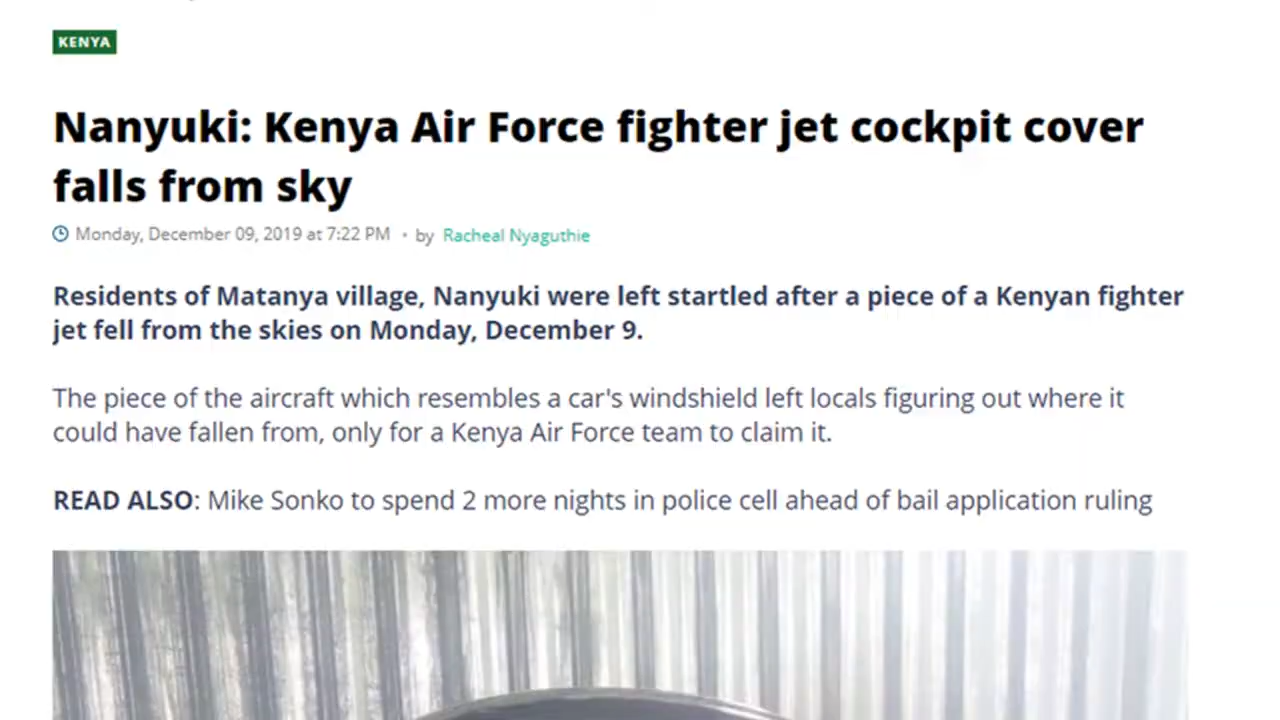 KENYA
Nanyuki: Kenya Air Force fighter jet cockpit cover
falls from sky
Monday, December 09, 2019 at 7:22 PM • by Racheal Nyaguthie
Residents of Matanya village, Nanyuki were left startled after a piece of a Kenyan fighter
jet fell from the skies on Monday, December 9.
The piece of the aircraft which resembles a car's windshield left locals figuring out where it
could have fallen from, only for a Kenya Air Force team to claim it.
READ ALSO: Mike Sonko to spend 2 more nights in police cell ahead of bail application ruling